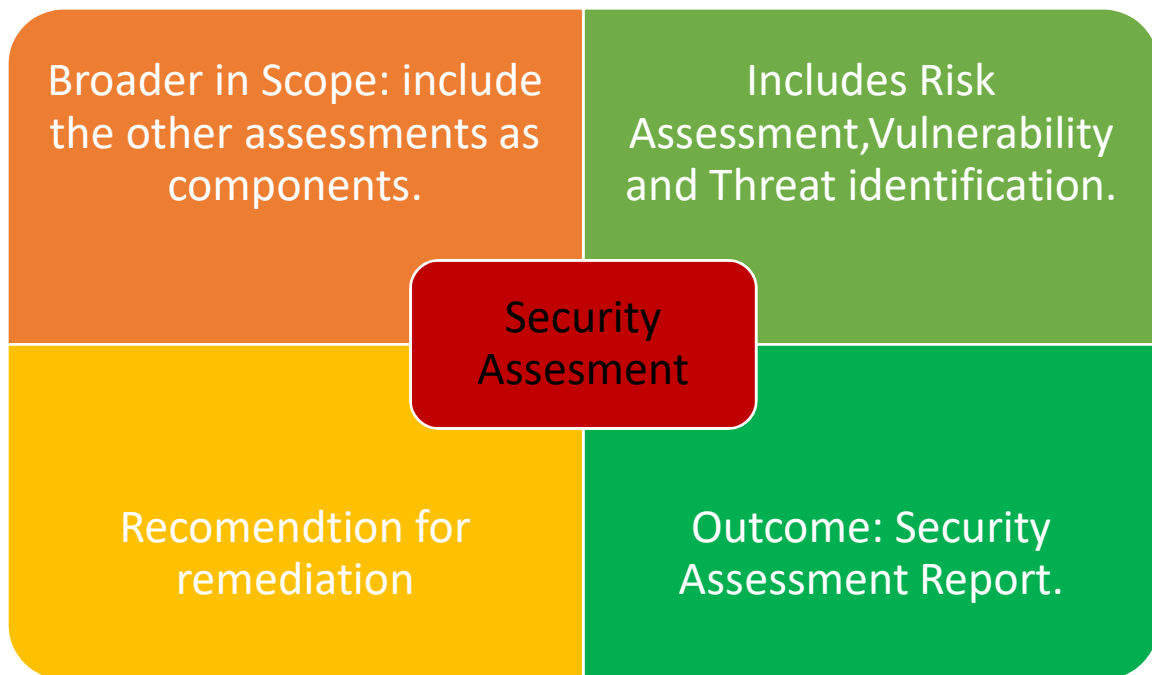 Broader in Scope: include
the other assessments as
components.
Includes Risk
Assessment,Vulnerability
and Threat identification.
Security
Assesment
Recomendtion for
remediation
Outcome: Security
Assessment Report.